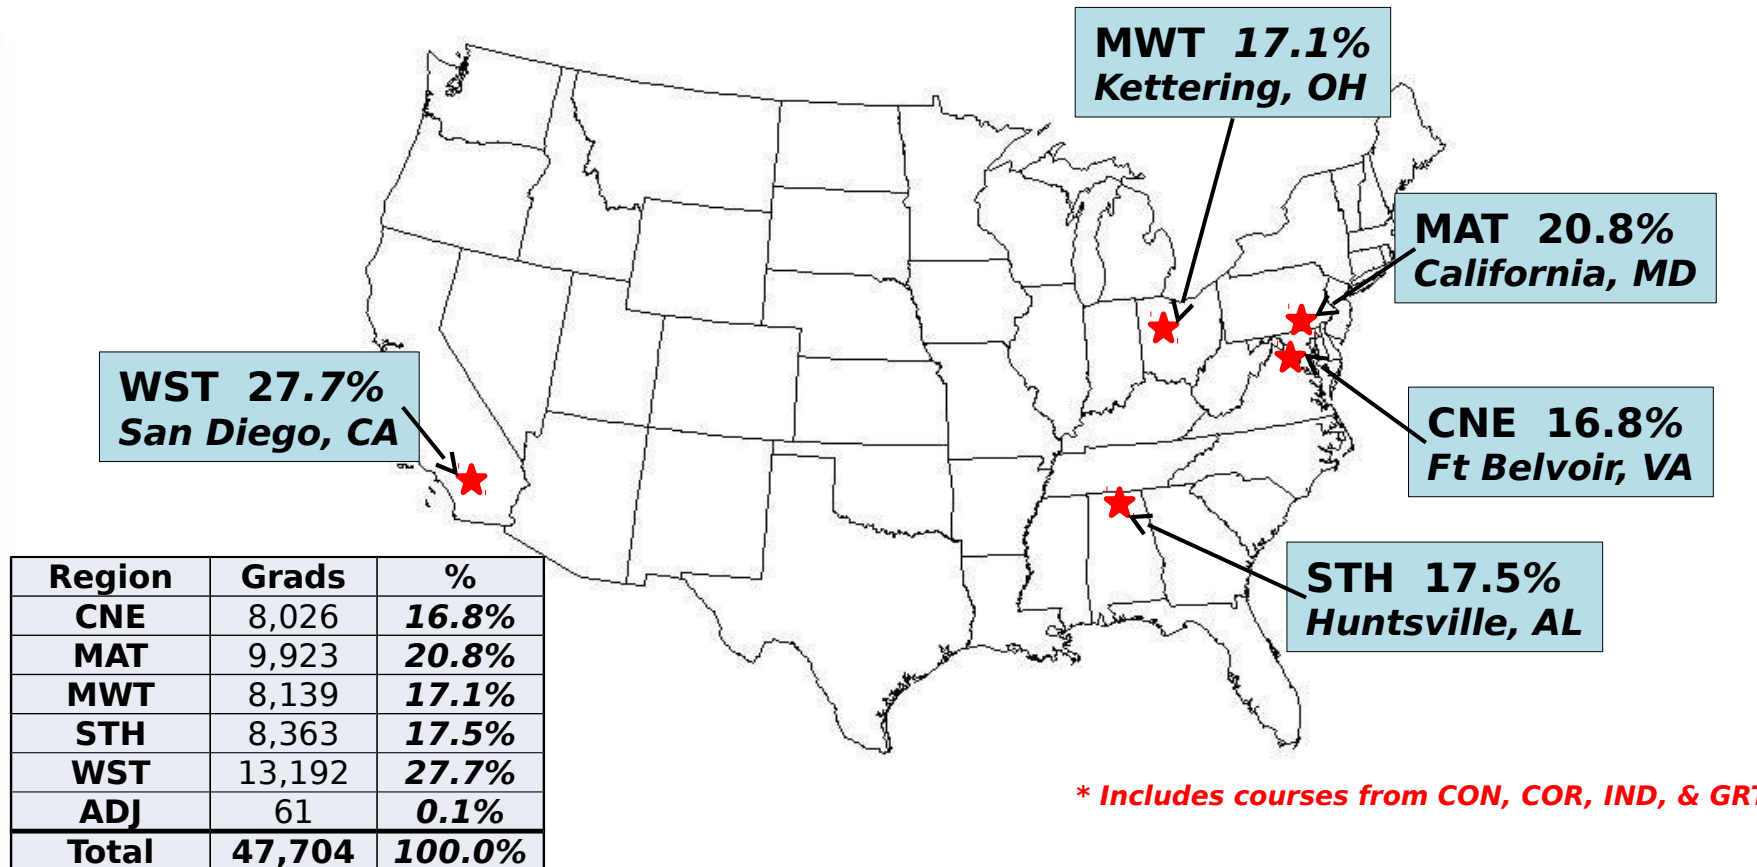 MWT 17.1%
Kettering, OH
MAT 20.8%
California, MD
WST 27.7%
San Diego, CA
CNE 16.8%
Ft Belvoir, VA
STH 17.5%
Huntsville, AL
Region Grads %
CNE 8,026 16.8%
MAT 9,923 20.8%
MWT 8,139 17.1%
STH 8,363 17.5%
WST 13,192 27.7%
ADJ 61 0.1%
Total 47,704 100.0%
* Includes courses from CON, COR, IND, & GRT